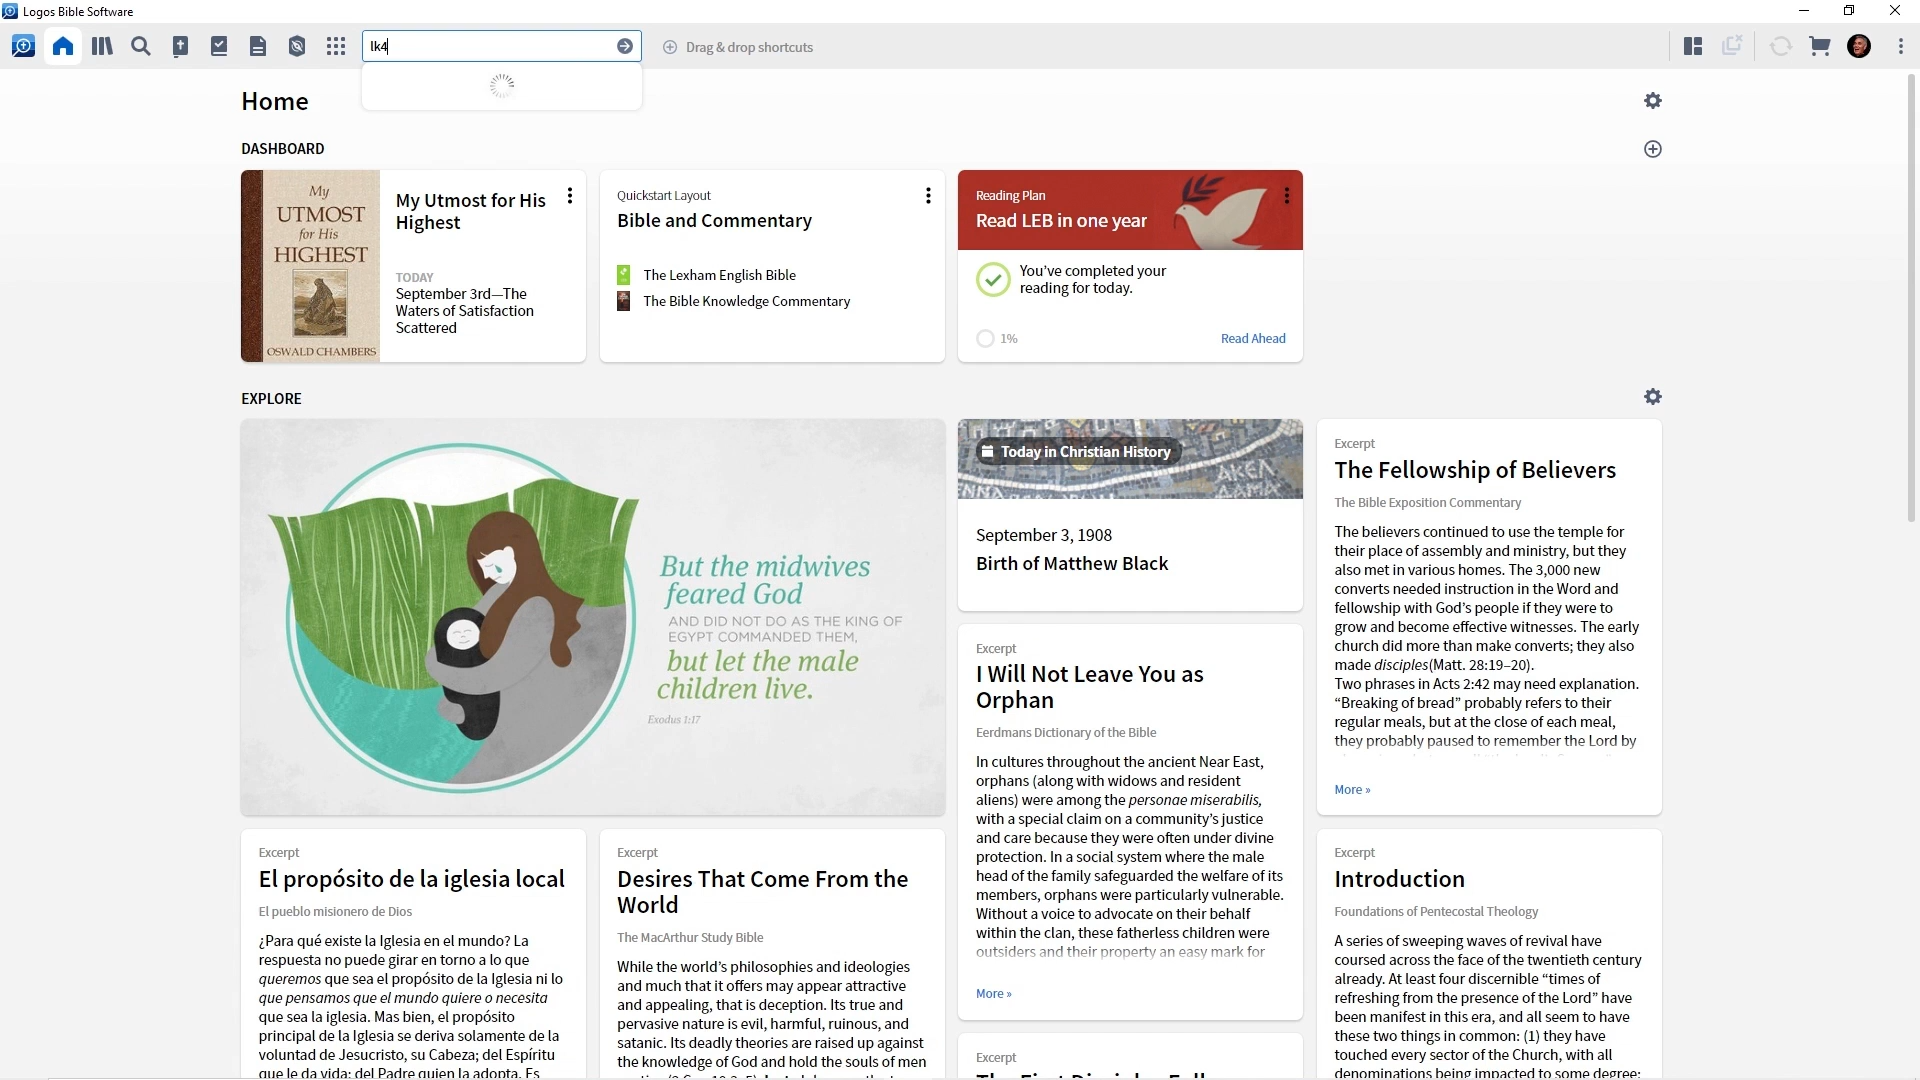 Logos Bible Software
lk4
Drag & drop shortcuts
Home
DASHBOARD
My
UTMOST
for His
HIGHEST
OSWALD CHAMBERS
My Utmost for His
Highest
TODAY
September 3rd—The
Waters of Satisfaction
Scattered
Quickstart Layout
Bible and Commentary
The Lexham English Bible
The Bible Knowledge Commentary
Reading Plan
Read LEB in one year
You've completed your
reading for today.
1%
Read Ahead
EXPLORE
But the midwives
feared God
AND DID NOT DO AS THE KING OF
EGYPT COMMANDED THEM,
but let the male
children live.
Exodus 1:17
Today in Christian History
September 3, 1908
Birth of Matthew Black
Excerpt
The Fellowship of Believers
The Bible Exposition Commentary
The believers continued to use the temple for
their place of assembly and ministry, but they
also met in various homes. The 3,000 new
converts needed instruction in the Word and
fellowship with God's people if they were to
grow and become effective witnesses. The early
church did more than make converts; they also
made disciples(Matt. 28:19–20).
Two phrases in Acts 2:42 may need explanation.
“Breaking of bread” probably refers to their
regular meals, but at the close of each meal,
they probably paused to remember the Lord by
More »
Excerpt
I Will Not Leave You as
Orphan
Eerdmans Dictionary of the Bible
In cultures throughout the ancient Near East,
orphans (along with widows and resident
aliens) were among the personae miserabilis,
with a special claim on a community's justice
and care because they were often under divine
protection. In a social system where the male
head of the family safeguarded the welfare of its
members, orphans were particularly vulnerable.
Without a voice to advocate on their behalf
within the clan, these fatherless children were
outsiders and their property an easy mark for
More »
Excerpt
El propósito de la iglesia local
El pueblo misionero de Dios
¿Para qué existe la Iglesia en el mundo? La
respuesta no puede girar en torno a lo que
queremos que sea el propósito de la Iglesia ni lo
que pensamos que el mundo quiere o necesita
que sea la iglesia. Mas bien, el propósito
principal de la Iglesia se deriva solamente de la
voluntad de Jesucristo, su Cabeza; del Espíritu
que le da vida; del Padre quien la adopta. Es
Excerpt
Desires That Come From the
World
The MacArthur Study Bible
While the world's philosophies and ideologies
and much that it offers may appear attractive
and appealing, that is deception. Its true and
pervasive nature is evil, harmful, ruinous, and
satanic. Its deadly theories are raised up against
the knowledge of God and hold the souls of men
Excerpt
Introduction
Foundations of Pentecostal Theology
A series of sweeping waves of revival have
coursed across the face of the twentieth century
already. At least four discernible “times of
refreshing from the presence of the Lord” have
been manifest in this era, and all seem to have
these two things in common: (1) they have
touched every sector of the Church, with all
denominations being impacted to some degree;
Excerpt